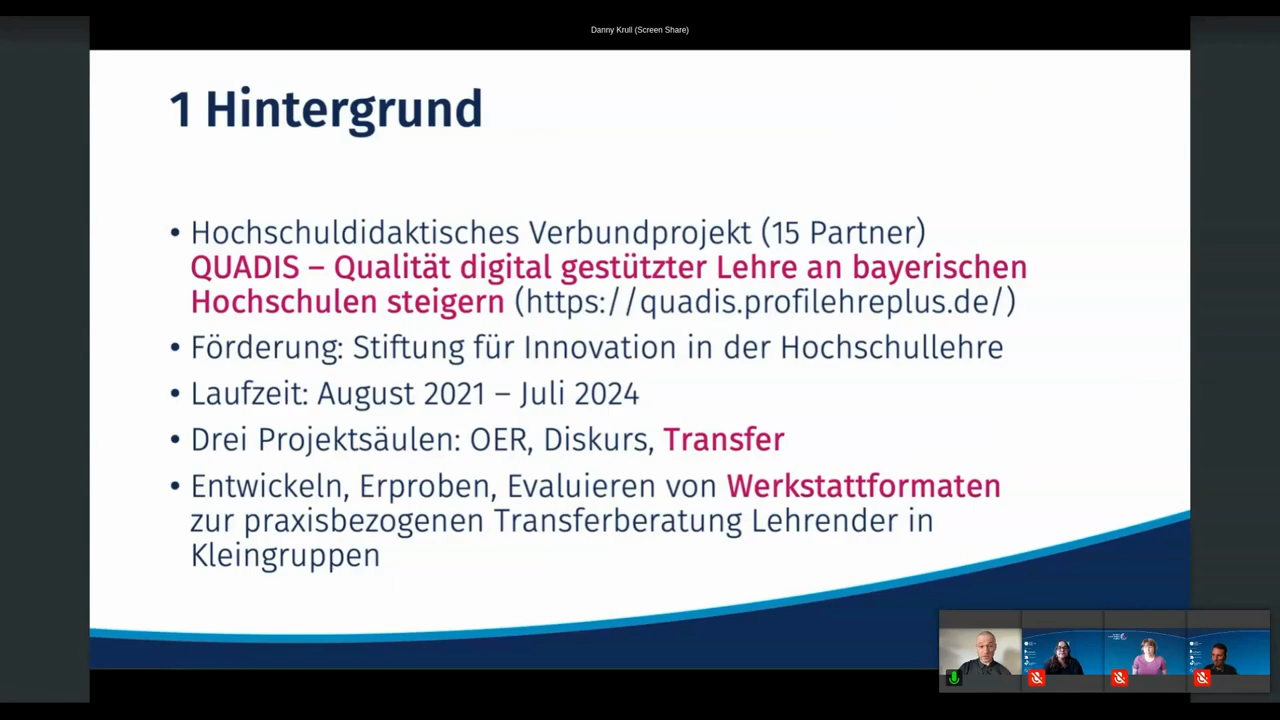 Danny Krull (Screen Share)
1 Hintergrund
• Hochschuldidaktisches Verbundprojekt (15 Partner)
QUADIS – Qualität digital gestützter Lehre an bayerischen
Hochschulen steigern (https://quadis.profilehreplus.de/)
• Förderung: Stiftung für Innovation in der Hochschullehre
• Laufzeit: August 2021 – Juli 2024
• Drei Projektsäulen: OER, Diskurs, Transfer
• Entwickeln, Erproben, Evaluieren von Werkstattformaten
zur praxisbezogenen Transferberatung Lehrender in
Kleingruppen